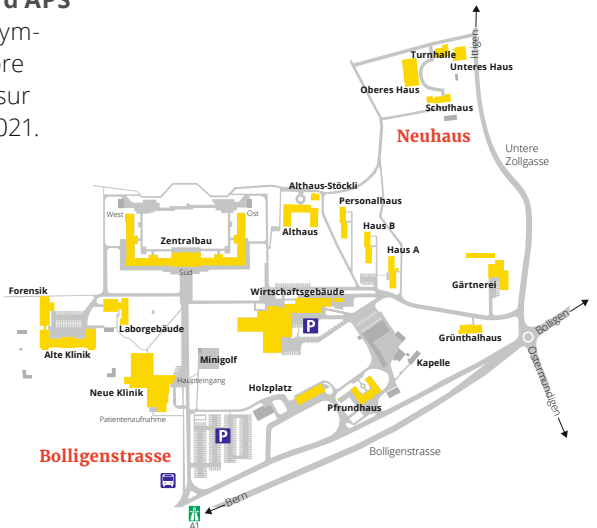 d APS
ym-
ore
sur
021.
Ittigen
Turnhalle
Unteres Haus
Oberes Haus
Schulhaus
Neuhaus
Untere
Zollgasse
Althaus-Stöckli
Personalhaus
West
Ost
Althaus
Haus B
Zentralbau
Haus A
Süd
Gärtnerei
Forensik
Wirtschaftsgebäude
P
Bolligen
Laborgebäude
Grünthalhaus
Alte Klinik
Minigolf
Kapelle
Ostermundigen
Haupteingang
Neue Klinik
Holzplatz
Pfrundhaus
Patientenaufnahme
P
Bolligenstrasse
Bolligenstrasse
Bern
A1